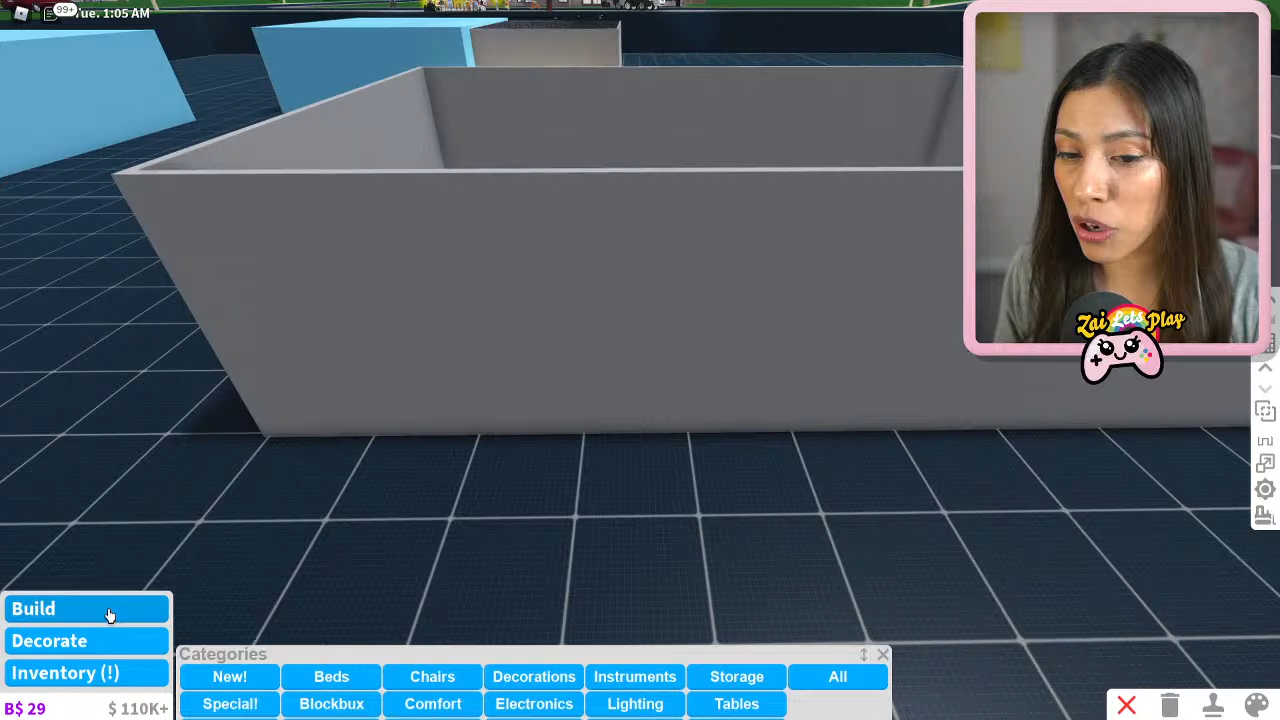 99+
Tue. 1:05 AM
Zai Lets Play
Build
Decorate
Inventory (!)
B$ 29
$ 110K+
Categories
New!
Beds
Chairs
Decorations
Instruments
Storage
All
Special!
Blockbux
Comfort
Electronics
Lighting
Tables